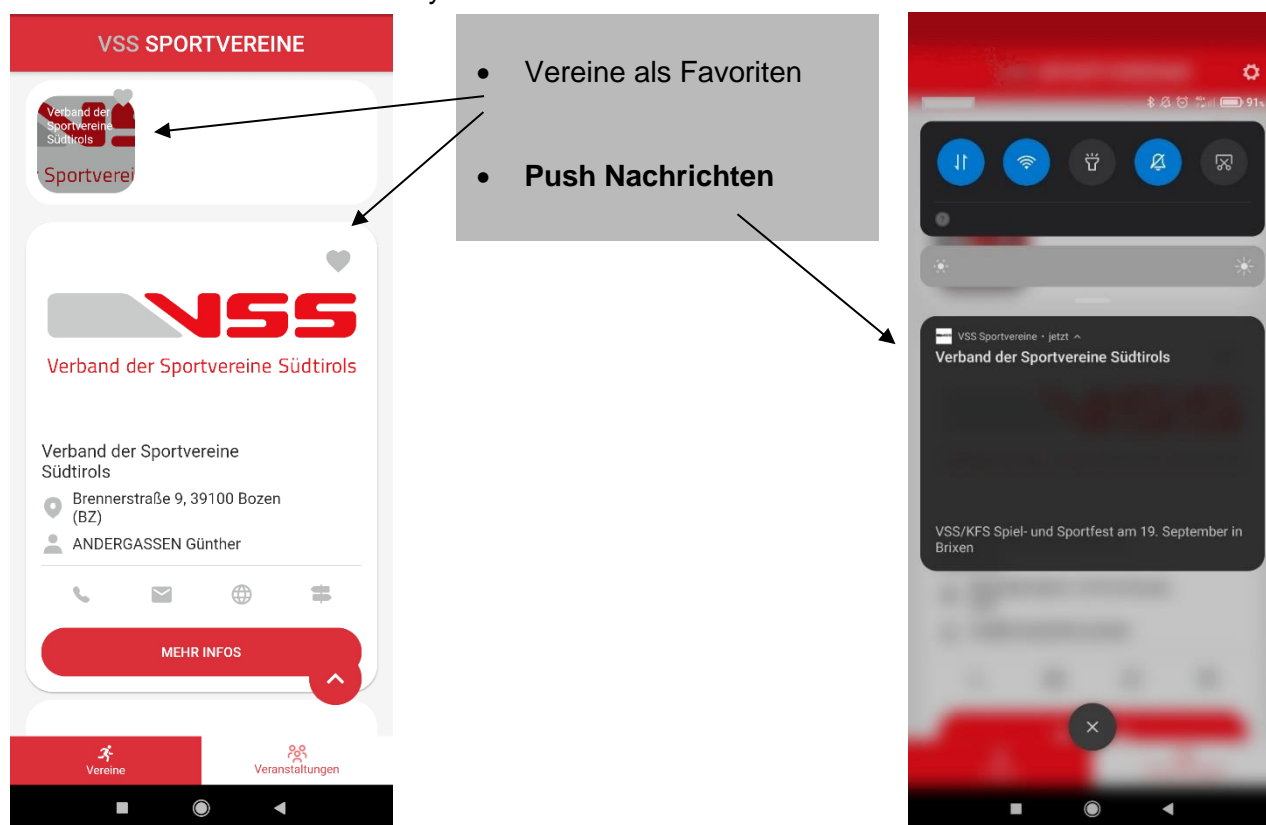 VSS SPORTVEREINE
Verband der
Sportvereine
Südtirols
Sportverei
VSS
Verband der Sportvereine Südtirols
Verband der Sportvereine
Südtirols
Brennerstraße 9, 39100 Bozen
(BZ)
ANDERGASSEN Günther
MEHR INFOS
Vereine
Veranstaltungen
• Vereine als Favoriten
• Push Nachrichten
91%
VSS Sportvereine • jetzt
Verband der Sportvereine Südtirols
VSS/KFS Spiel- und Sportfest am 19. September in
Brixen